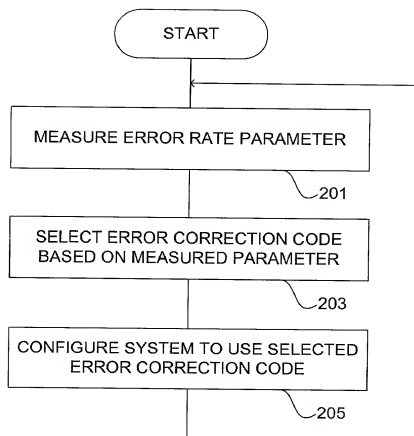 START
MEASURE ERROR RATE PARAMETER
201
SELECT ERROR CORRECTION CODE
BASED ON MEASURED PARAMETER
203
CONFIGURE SYSTEM TO USE SELECTED
ERROR CORRECTION CODE
205